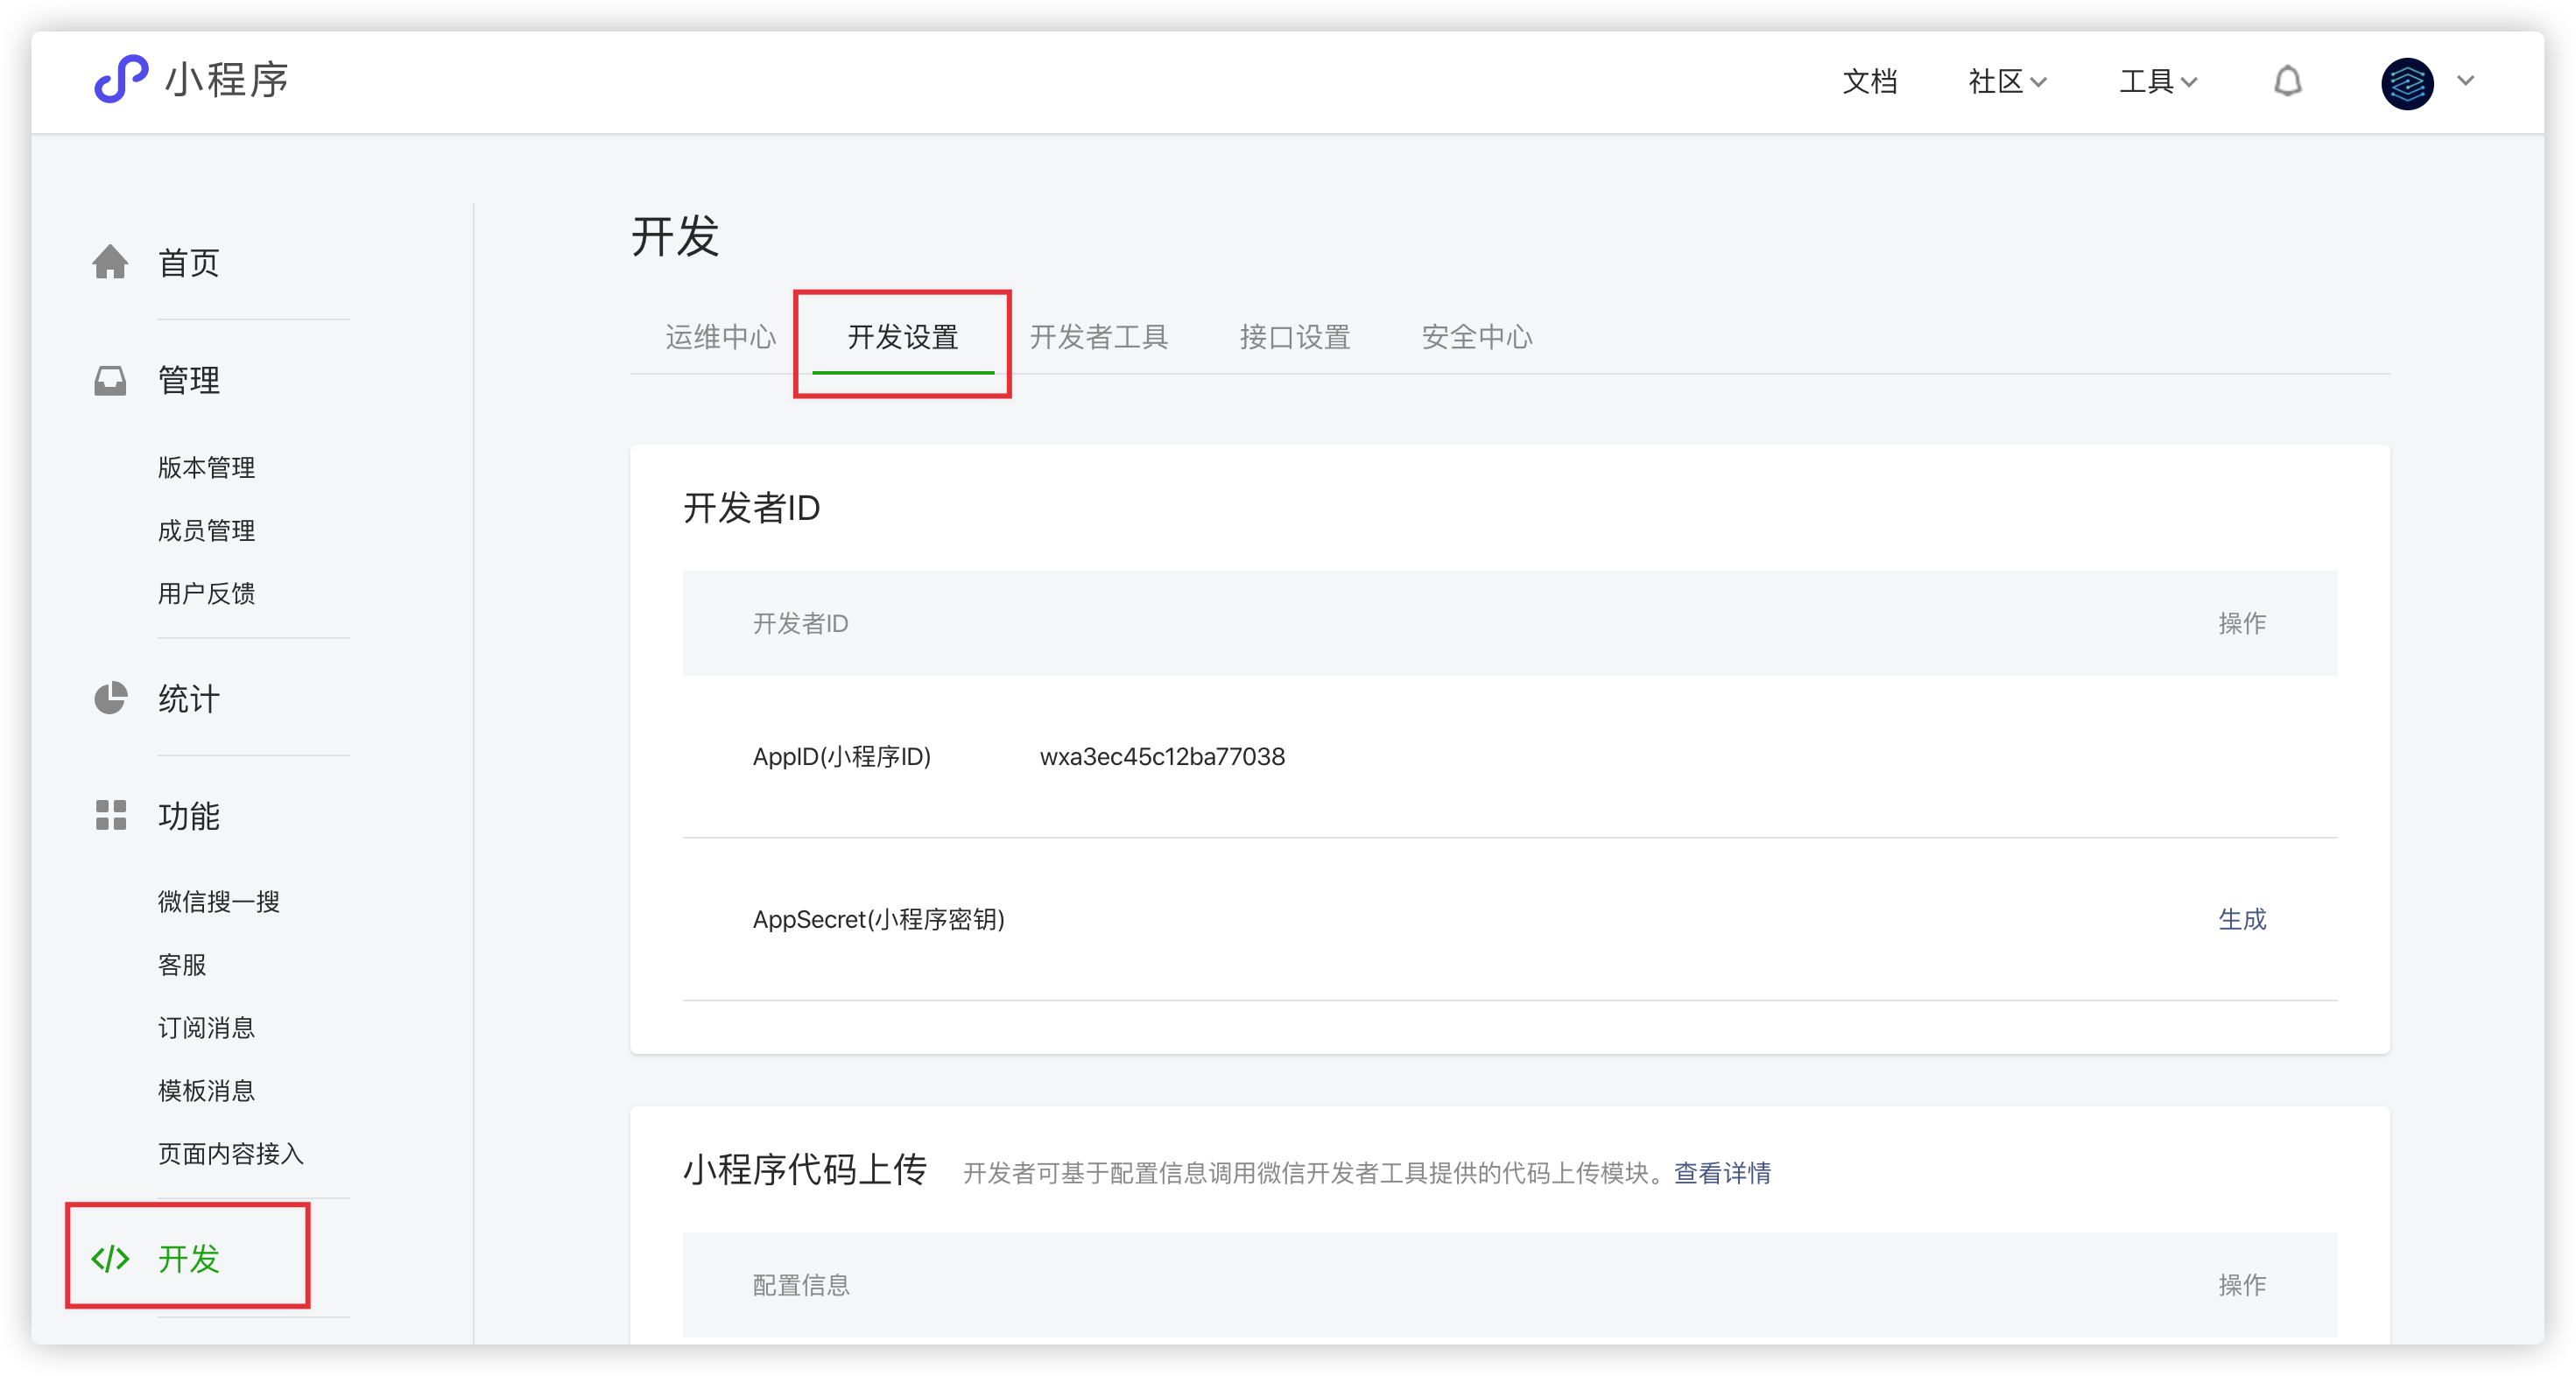 小程序
文档 社区 工具
首页
管理
版本管理
成员管理
用户反馈
统计
功能
微信搜一搜
客服
订阅消息
模板消息
页面内容接入
开发
开发
运维中心 开发设置 开发者工具 接口设置 安全中心
开发者ID
开发者ID 操作
AppID(小程序ID) wxa3ec45c12ba77038
AppSecret(小程序密钥) 生成
小程序代码上传 开发者可基于配置信息调用微信开发者工具提供的代码上传模块。查看详情
配置信息 操作